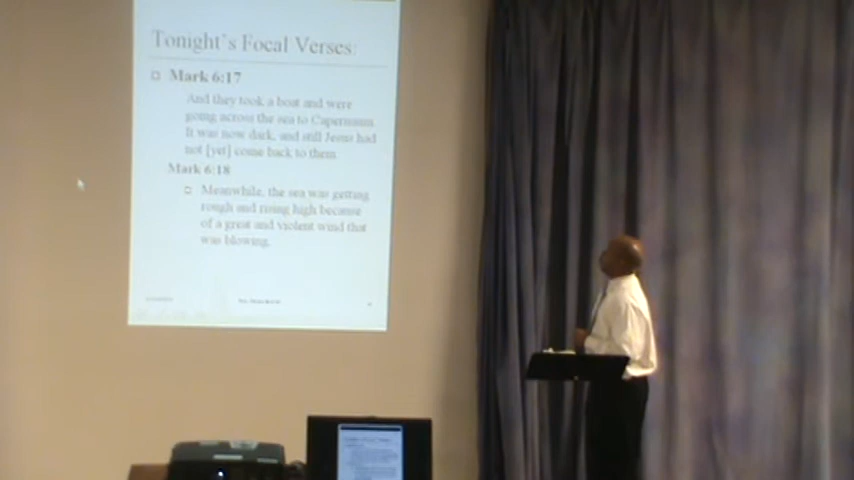 Tonight's Focal Verses:
Mark 6:17
And they took a boat and were
going across the sea to Capernaum.
It was now dark, and still Jesus had
not [yet] come back to them.
Mark 6:18
Meanwhile, the sea was getting
rough and rising high because
of a great and violent wind that
was blowing.